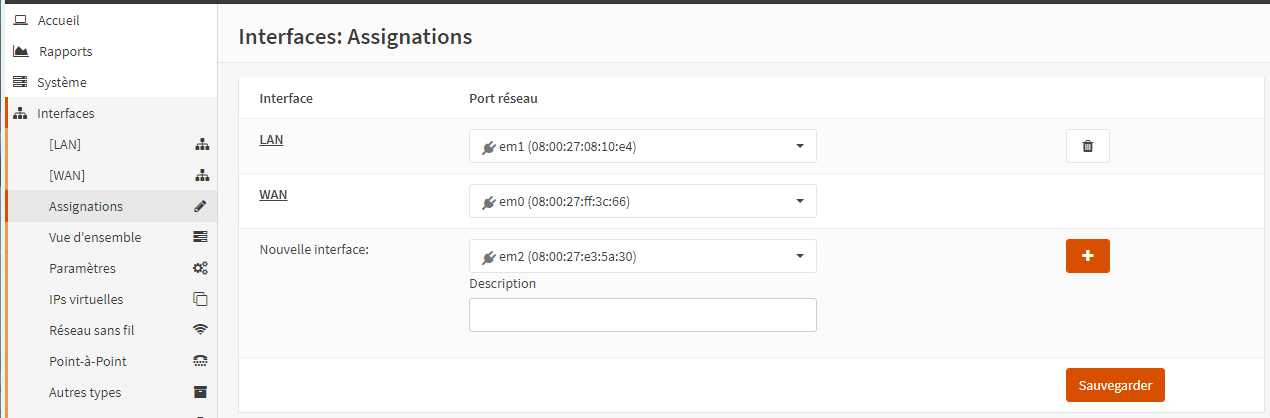 Accueil
Rapports
Système
Interfaces
[LAN]
[WAN]
Assignations
Vue d'ensemble
Paramètres
IPs virtuelles
Réseau sans fil
Point-à-Point
Autres types
Interfaces: Assignations
Interface Port réseau
LAN em1 (08:00:27:08:10:e4)
WAN em0 (08:00:27:ff:3c:66)
Nouvelle interface: em2 (08:00:27:e3:5a:30)
Description
Sauvegarder